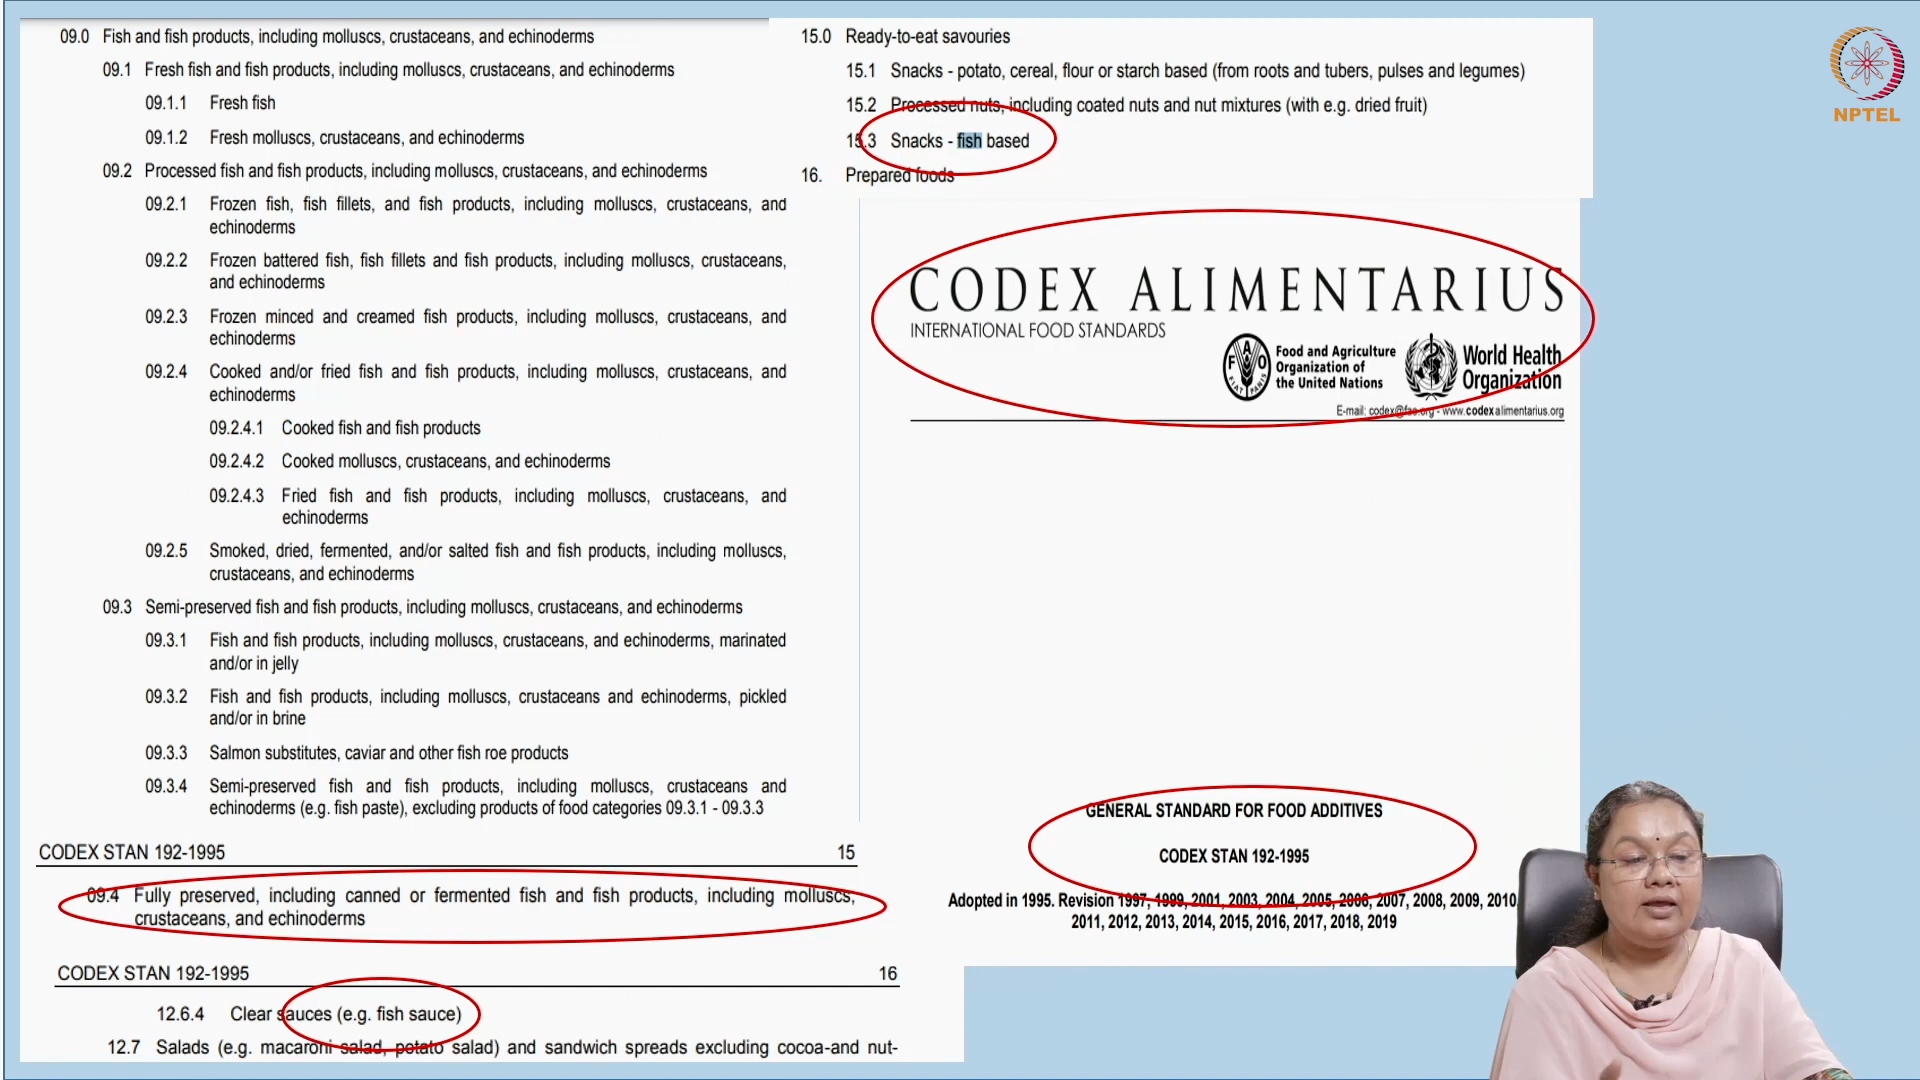 09.0 Fish and fish products, including molluscs, crustaceans, and echinoderms
09.1 Fresh fish and fish products, including molluscs, crustaceans, and echinoderms
09.1.1 Fresh fish
09.1.2 Fresh molluscs, crustaceans, and echinoderms
09.2 Processed fish and fish products, including molluscs, crustaceans, and echinoderms
09.2.1 Frozen fish, fish fillets, and fish products, including molluscs, crustaceans, and
echinoderms
09.2.2 Frozen battered fish, fish fillets and fish products, including molluscs, crustaceans,
and echinoderms
09.2.3 Frozen minced and creamed fish products, including molluscs, crustaceans, and
echinoderms
09.2.4 Cooked and/or fried fish and fish products, including molluscs, crustaceans, and
echinoderms
09.2.4.1 Cooked fish and fish products
09.2.4.2 Cooked molluscs, crustaceans, and echinoderms
09.2.4.3 Fried fish and fish products, including molluscs, crustaceans, and
echinoderms
09.2.5 Smoked, dried, fermented, and/or salted fish and fish products, including molluscs,
crustaceans, and echinoderms
09.3 Semi-preserved fish and fish products, including molluscs, crustaceans, and echinoderms
09.3.1 Fish and fish products, including molluscs, crustaceans, and echinoderms, marinated
and/or in jelly
09.3.2 Fish and fish products, including molluscs, crustaceans and echinoderms, pickled
and/or in brine
09.3.3 Salmon substitutes, caviar and other fish roe products
09.3.4 Semi-preserved fish and fish products, including molluscs, crustaceans and
echinoderms (e.g. fish paste), excluding products of food categories 09.3.1 - 09.3.3
CODEX STAN 192-1995 15
09.4 Fully preserved, including canned or fermented fish and fish products, including molluscs,
crustaceans, and echinoderms
CODEX STAN 192-1995 16
12.6.4 Clear sauces (e.g. fish sauce)
12.7 Salads (e.g. macaroni salad, potato salad) and sandwich spreads excluding cocoa-and nut-
15.0 Ready-to-eat savouries
15.1 Snacks - potato, cereal, flour or starch based (from roots and tubers, pulses and legumes)
15.2 Processed nuts, including coated nuts and nut mixtures (with e.g. dried fruit)
15.3 Snacks - fish based
16. Prepared foods
CODEX ALIMENTARIUS
INTERNATIONAL FOOD STANDARDS
FAO
FIAT PANIS
Food and Agriculture
Organization of
the United Nations
World Health
Organization
E-mail: codex@fao.org - www.codexalimentarius.org
GENERAL STANDARD FOR FOOD ADDITIVES
CODEX STAN 192-1995
Adopted in 1995. Revision 1997, 1999, 2001, 2003, 2004, 2005, 2006, 2007, 2008, 2009, 2010,
2011, 2012, 2013, 2014, 2015, 2016, 2017, 2018, 2019
NPTEL